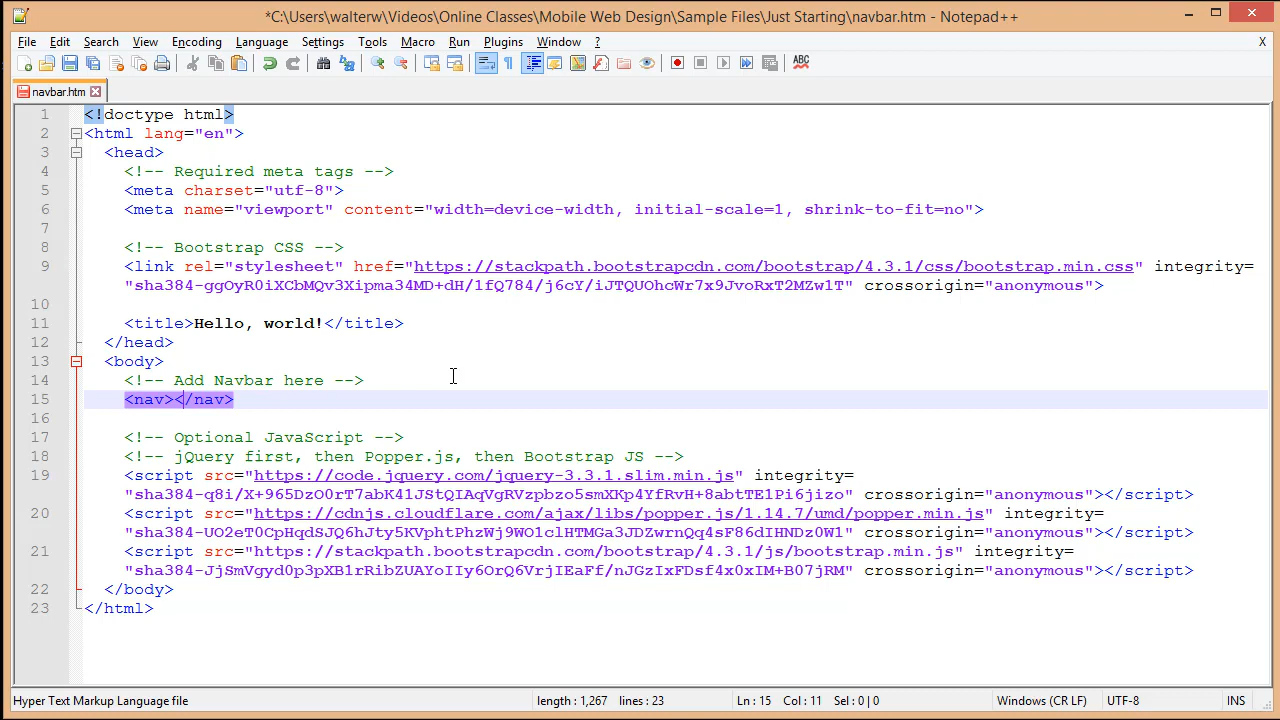 *C:\Users\walterw\Videos\Online Classes\Mobile Web Design\Sample Files\Just Starting\navbar.htm - Notepad++
File Edit Search View Encoding Language Settings Tools Macro Run Plugins Window ? X
ABC
navbar.htm
1 <!doctype html>
2 <html lang="en">
3 <head>
4 <!-- Required meta tags -->
5 <meta charset="utf-8">
6 <meta name="viewport" content="width=device-width, initial-scale=1, shrink-to-fit=no">
7
8 <!-- Bootstrap CSS -->
9 <link rel="stylesheet" href="https://stackpath.bootstrapcdn.com/bootstrap/4.3.1/css/bootstrap.min.css" integrity=
"sha384-ggOyR0iXCbMQv3Xipma34MD+dH/1fQ784/j6cY/iJTQUOhcWr7x9JvoRxT2MZw1T" crossorigin="anonymous">
10
11 <title>Hello, world!</title>
12 </head>
13 <body>
14 <!-- Add Navbar here -->
15 <nav></nav>
16
17 <!-- Optional JavaScript -->
18 <!-- jQuery first, then Popper.js, then Bootstrap JS -->
19 <script src="https://code.jquery.com/jquery-3.3.1.slim.min.js" integrity=
"sha384-q8i/X+965DzO0rT7abK41JStQIAqVgRVzpbzo5smXKp4YfRvH+8abtTE1Pi6jizo" crossorigin="anonymous"></script>
20 <script src="https://cdnjs.cloudflare.com/ajax/libs/popper.js/1.14.7/umd/popper.min.js" integrity=
"sha384-UO2eT0CpHqdSJQ6hJty5KVphtPhzWj9WO1clHTMGa3JDZwrnQq4sF86dIHNDz0W1" crossorigin="anonymous"></script>
21 <script src="https://stackpath.bootstrapcdn.com/bootstrap/4.3.1/js/bootstrap.min.js" integrity=
"sha384-JjSmVgyd0p3pXB1rRibZUAYoIIy6OrQ6VrjIEaFf/nJGzIxFDsf4x0xIM+B07jRM" crossorigin="anonymous"></script>
22 </body>
23 </html>
Hyper Text Markup Language file length : 1,267 lines : 23 Ln : 15 Col : 11 Sel : 0 | 0 Windows (CR LF) UTF-8 INS